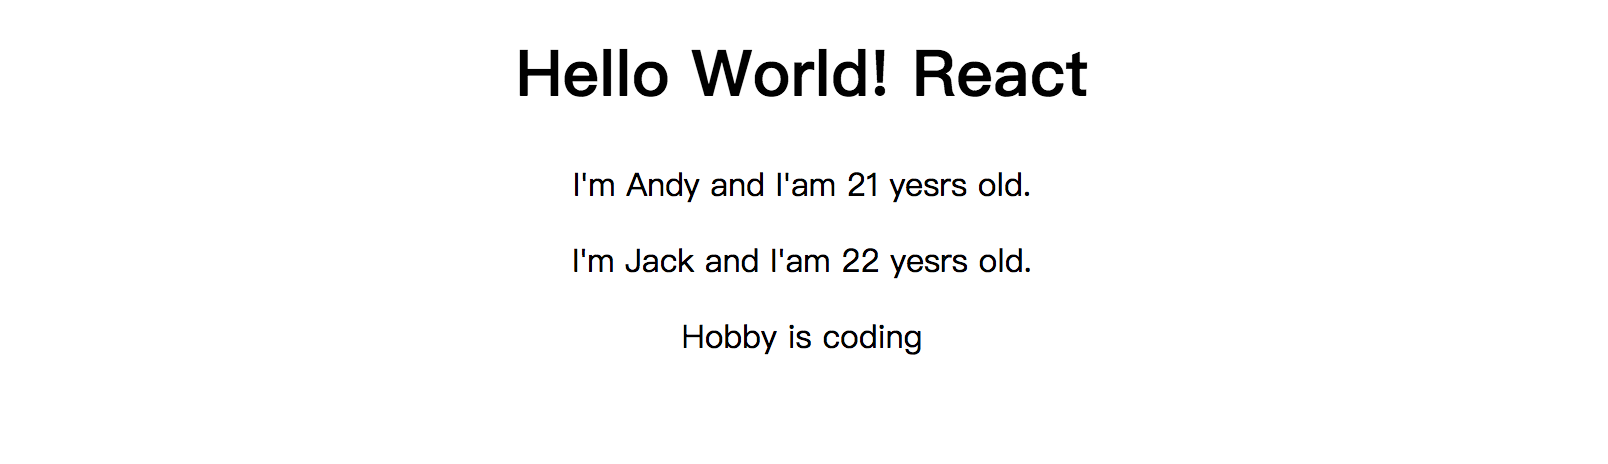 Hello World! React
I'm Andy and I'am 21 yesrs old.
I'm Jack and I'am 22 yesrs old.
Hobby is coding